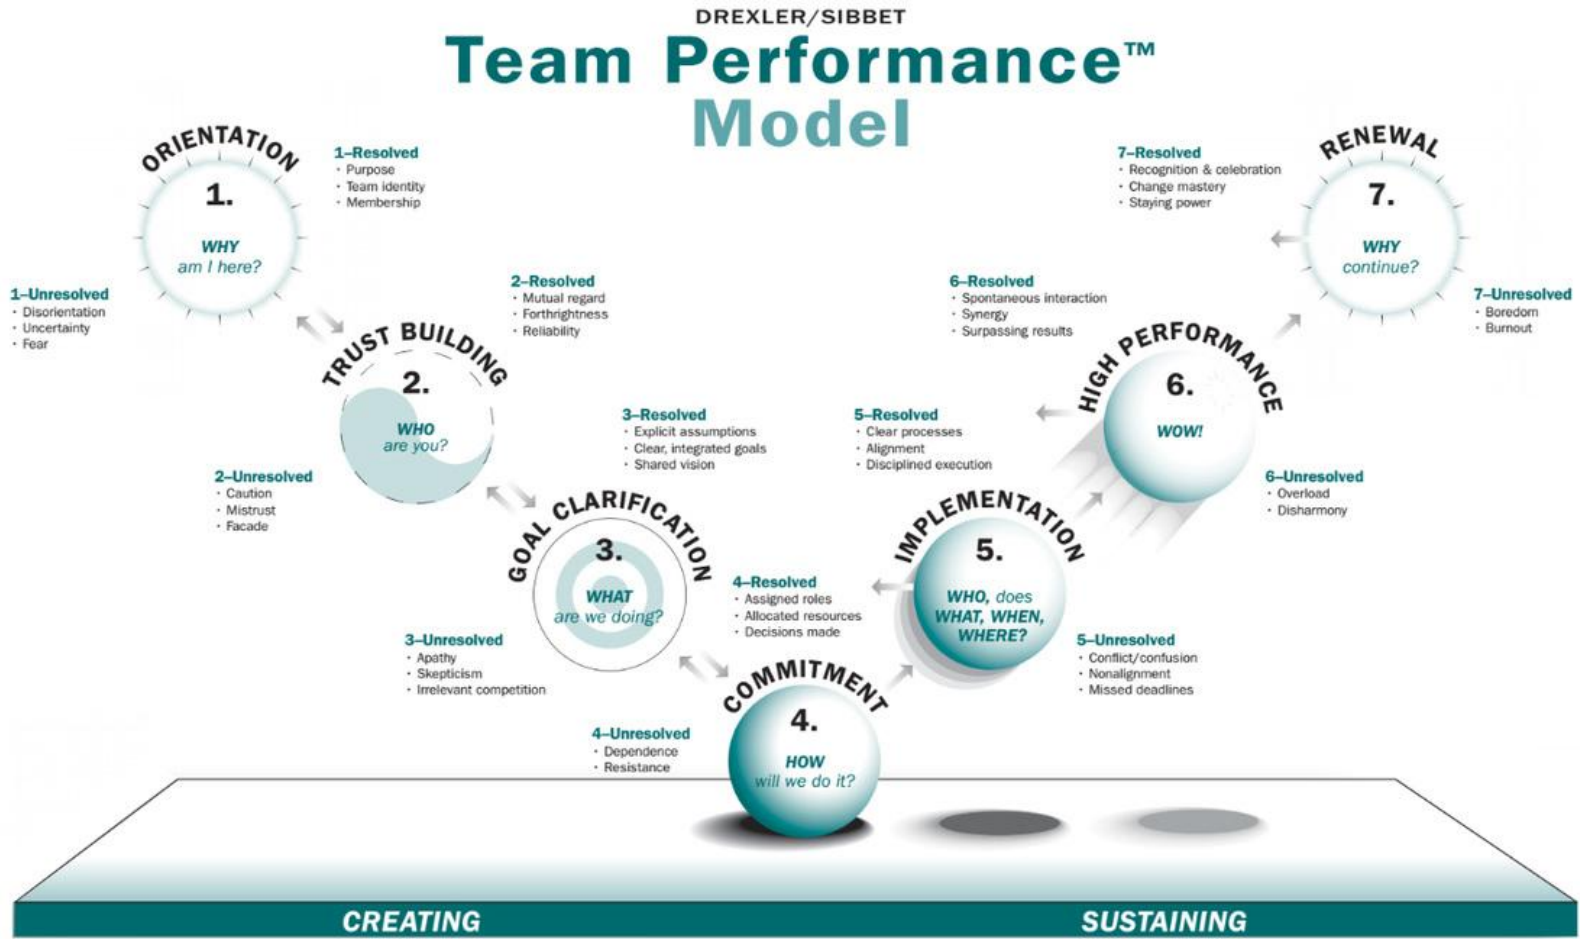 DREXLER/SIBBET
Team Performance™
Model
ORIENTATION
1.
WHY
am I here?
1–Resolved
· Purpose
· Team identity
· Membership
1–Unresolved
· Disorientation
· Uncertainty
· Fear
TRUST BUILDING
2.
WHO
are you?
2–Resolved
· Mutual regard
· Forthrightness
· Reliability
2–Unresolved
· Caution
· Mistrust
· Facade
GOAL CLARIFICATION
3.
WHAT
are we doing?
3–Resolved
· Explicit assumptions
· Clear, integrated goals
· Shared vision
3–Unresolved
· Apathy
· Skepticism
· Irrelevant competition
COMMITMENT
4.
HOW
will we do it?
4–Resolved
· Assigned roles
· Allocated resources
· Decisions made
4–Unresolved
· Dependence
· Resistance
IMPLEMENTATION
5.
WHO, does
WHAT, WHEN,
WHERE?
5–Resolved
· Clear processes
· Alignment
· Disciplined execution
5–Unresolved
· Conflict/confusion
· Nonalignment
· Missed deadlines
HIGH PERFORMANCE
6.
WOW!
6–Resolved
· Spontaneous interaction
· Synergy
· Surpassing results
6–Unresolved
· Overload
· Disharmony
RENEWAL
7.
WHY
continue?
7–Resolved
· Recognition & celebration
· Change mastery
· Staying power
7–Unresolved
· Boredom
· Burnout
CREATING
SUSTAINING